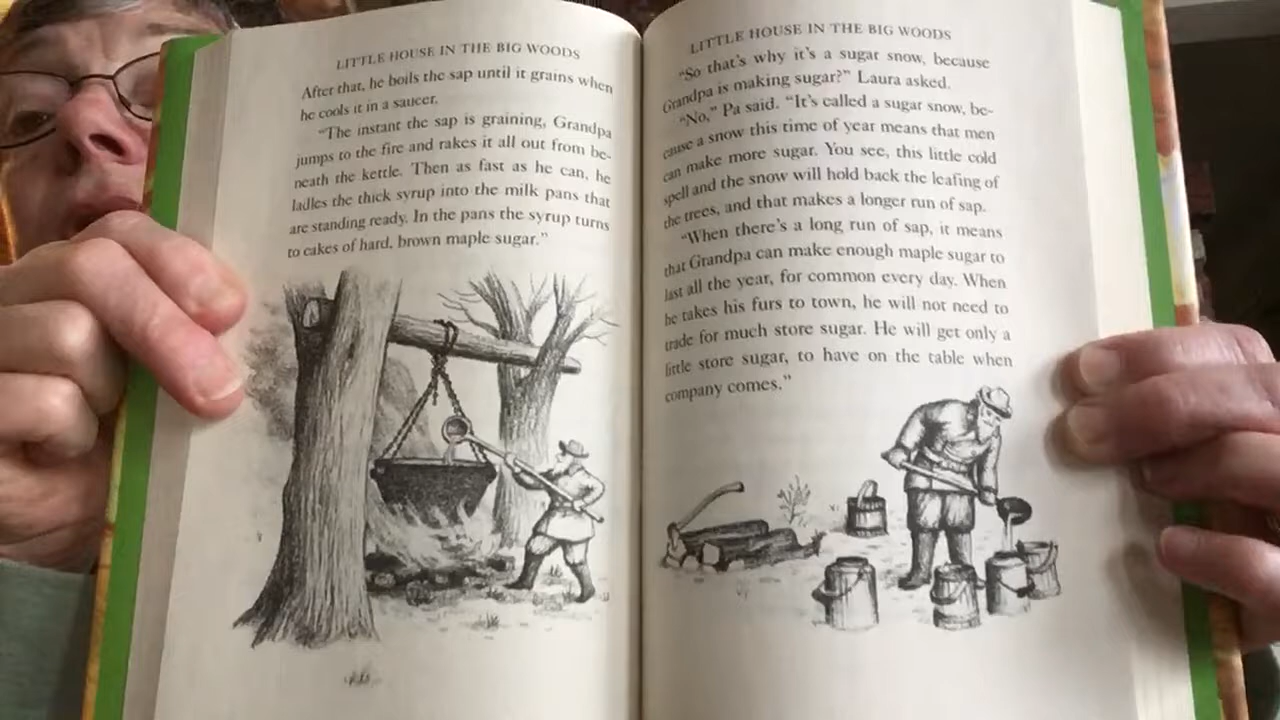 LITTLE HOUSE IN THE BIG WOODS
After that, he boils the sap until it grains when
he cools it in a saucer.
"The instant the sap is graining, Grandpa
jumps to the fire and rakes it all out from be-
neath the kettle. Then as fast as he can, he
ladles the thick syrup into the milk pans that
are standing ready. In the pans the syrup turns
to cakes of hard, brown maple sugar."
LITTLE HOUSE IN THE BIG WOODS
"So that's why it's a sugar snow, because
Grandpa is making sugar?" Laura asked.
"No," Pa said. "It's called a sugar snow, be-
cause a snow this time of year means that men
can make more sugar. You see, this little cold
spell and the snow will hold back the leafing of
the trees, and that makes a longer run of sap.
"When there's a long run of sap, it means
that Grandpa can make enough maple sugar to
last all the year, for common every day. When
he takes his furs to town, he will not need to
trade for much store sugar. He will get only a
little store sugar, to have on the table when
company comes."